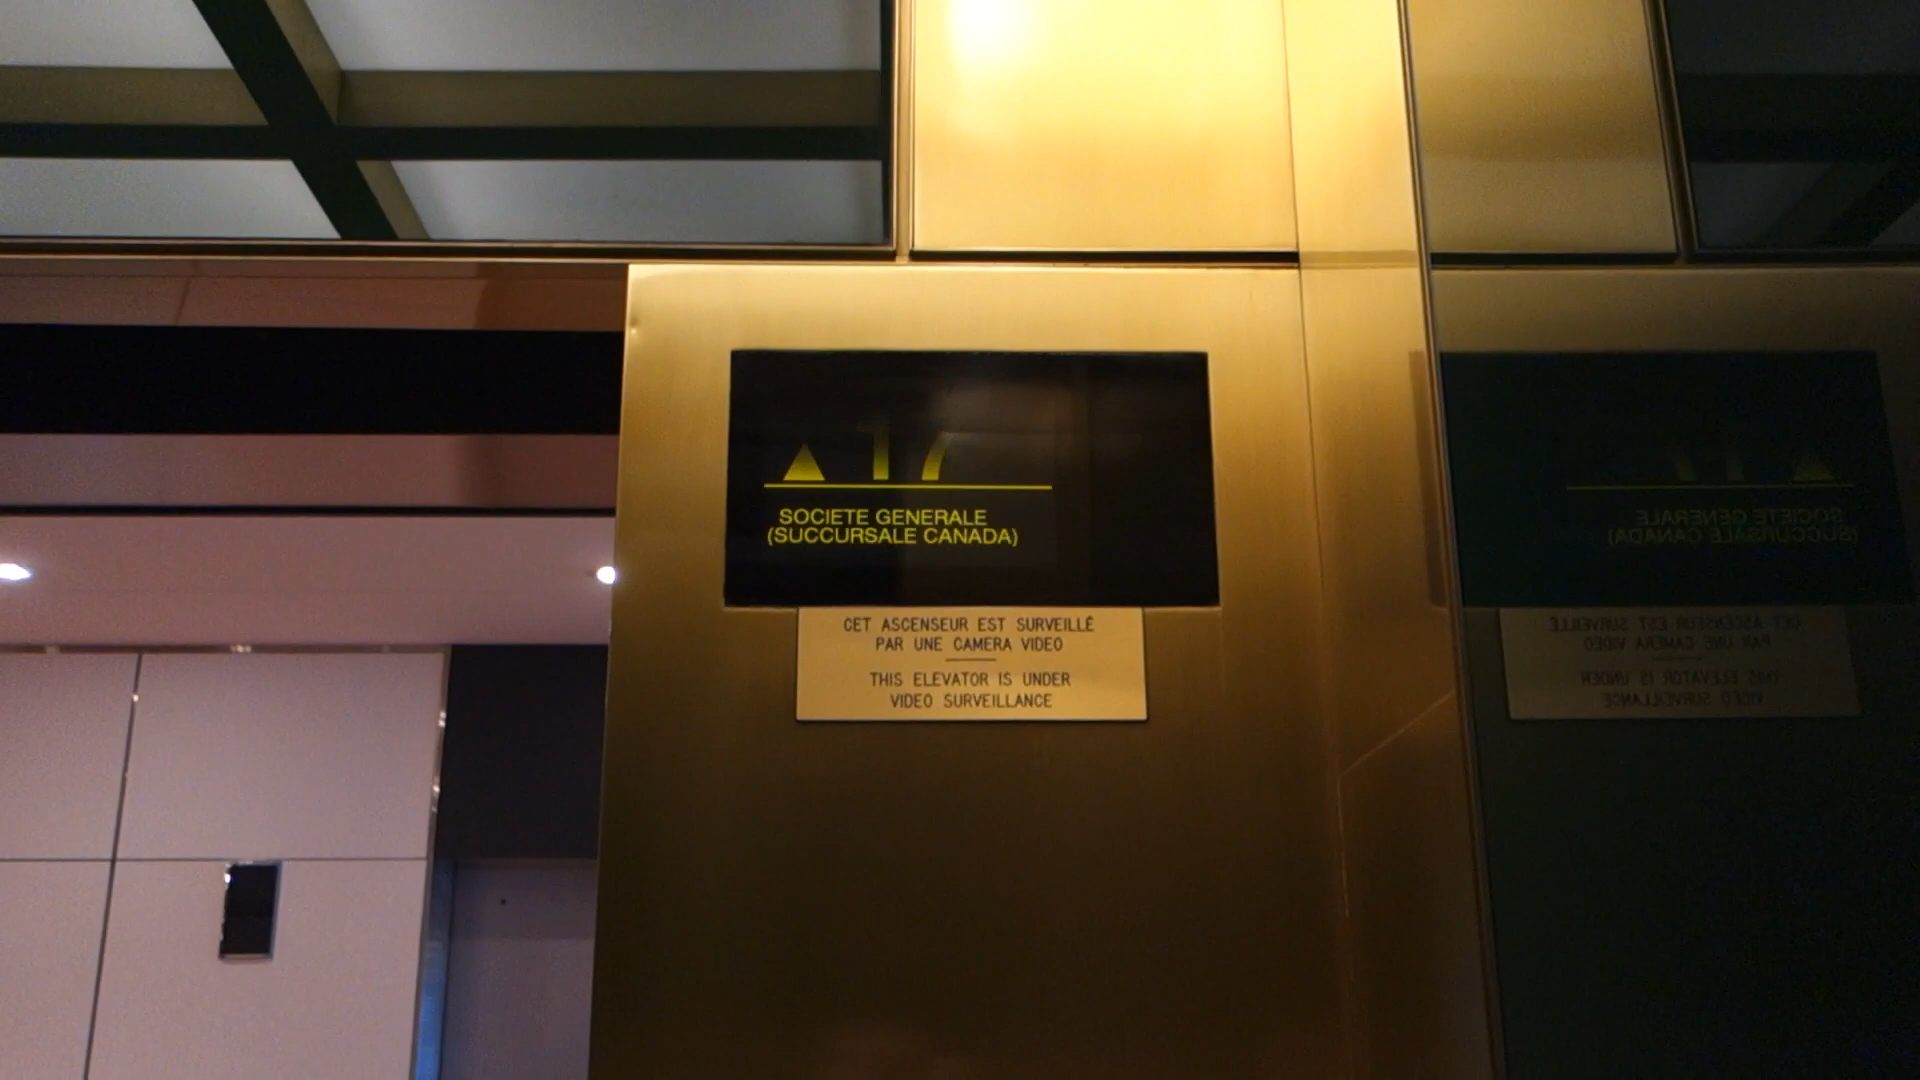 ▲ 17
SOCIETE GENERALE
(SUCCURSALE CANADA)
CET ASCENSEUR EST SURVEILLÉ
PAR UNE CAMERA VIDEO
THIS ELEVATOR IS UNDER
VIDEO SURVEILLANCE